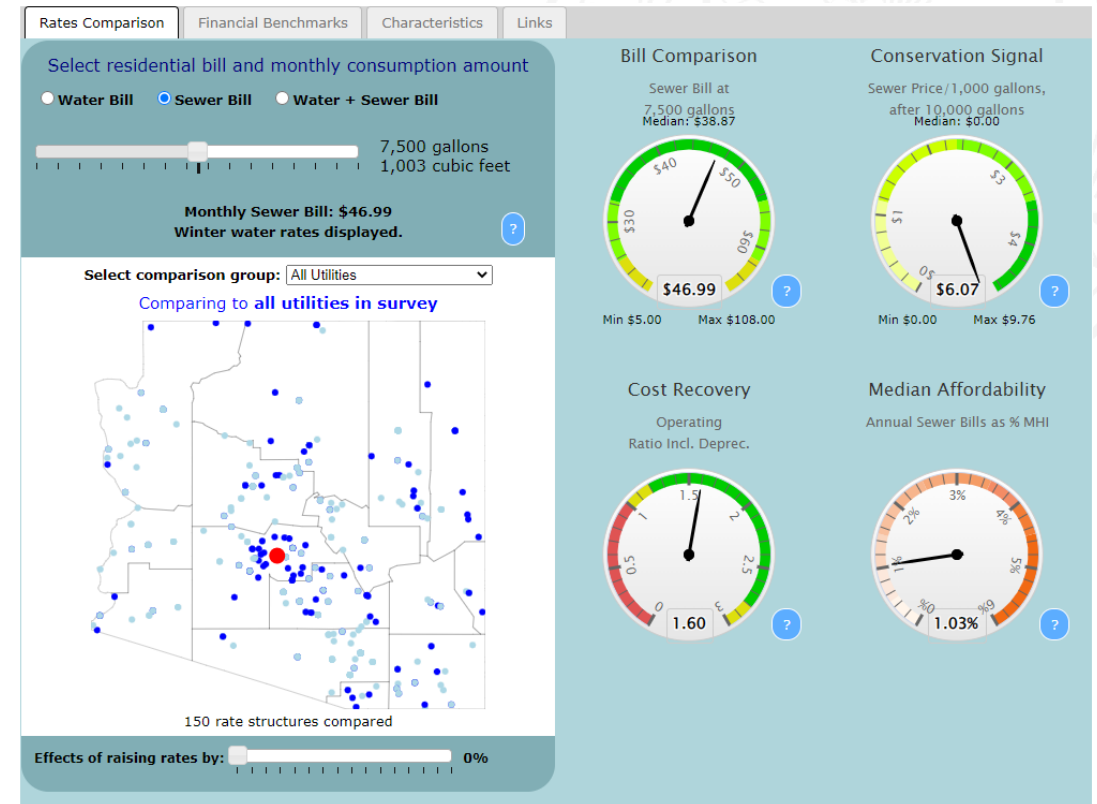 Rates Comparison
Financial Benchmarks
Characteristics
Links
Select residential bill and monthly consumption amount
Water Bill
Sewer Bill
Water + Sewer Bill
7,500 gallons
1,003 cubic feet
Monthly Sewer Bill: $46.99
Winter water rates displayed.
?
Select comparison group:
All Utilities
Comparing to all utilities in survey
150 rate structures compared
Effects of raising rates by:
0%
Bill Comparison
Sewer Bill at
7,500 gallons
Median: $38.87
$30
$40
$50
$60
$46.99
?
Min $5.00
Max $108.00
Conservation Signal
Sewer Price/1,000 gallons,
after 10,000 gallons
Median: $0.00
$0
$1
$3
$4
$6.07
?
Min $0.00
Max $9.76
Cost Recovery
Operating
Ratio Incl. Deprec.
0
0.5
1
1.5
2
2.5
3
1.60
?
Median Affordability
Annual Sewer Bills as % MHI
0%
1%
2%
3%
4%
5%
6%
1.03%
?